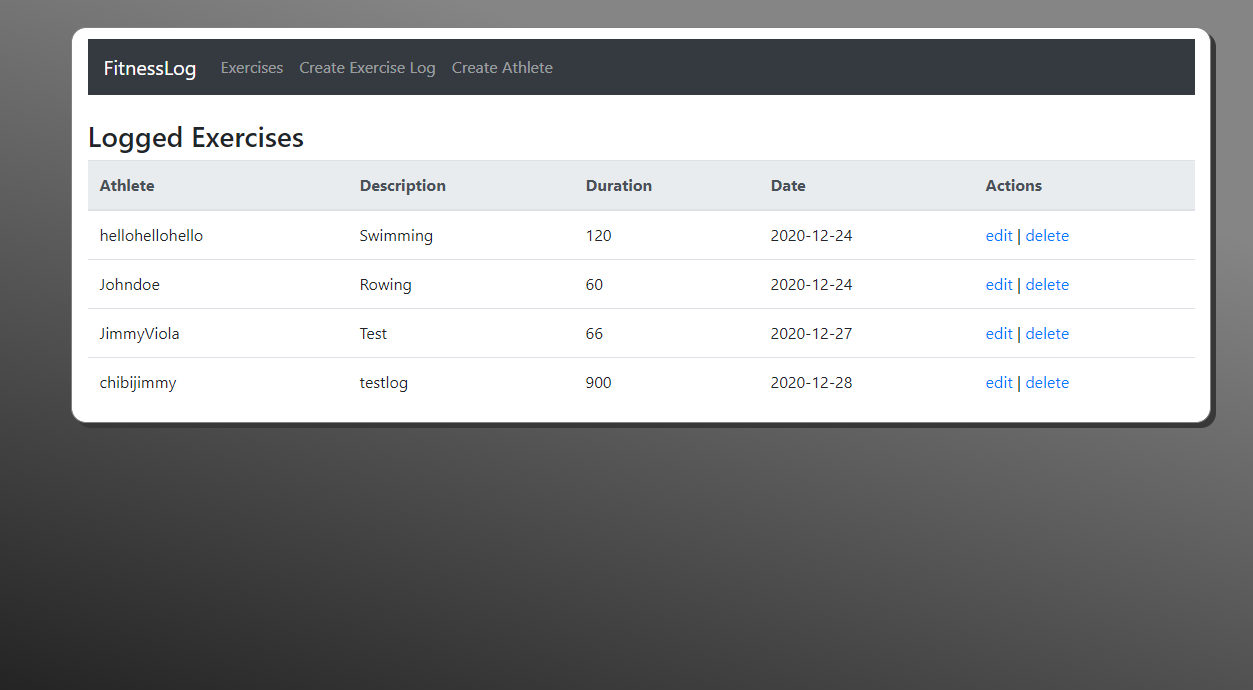 FitnessLog Exercises Create Exercise Log Create Athlete
Logged Exercises
Athlete Description Duration Date Actions
hellohellohello Swimming 120 2020-12-24 edit | delete
Johndoe Rowing 60 2020-12-24 edit | delete
JimmyViola Test 66 2020-12-27 edit | delete
chibijimmy testlog 900 2020-12-28 edit | delete